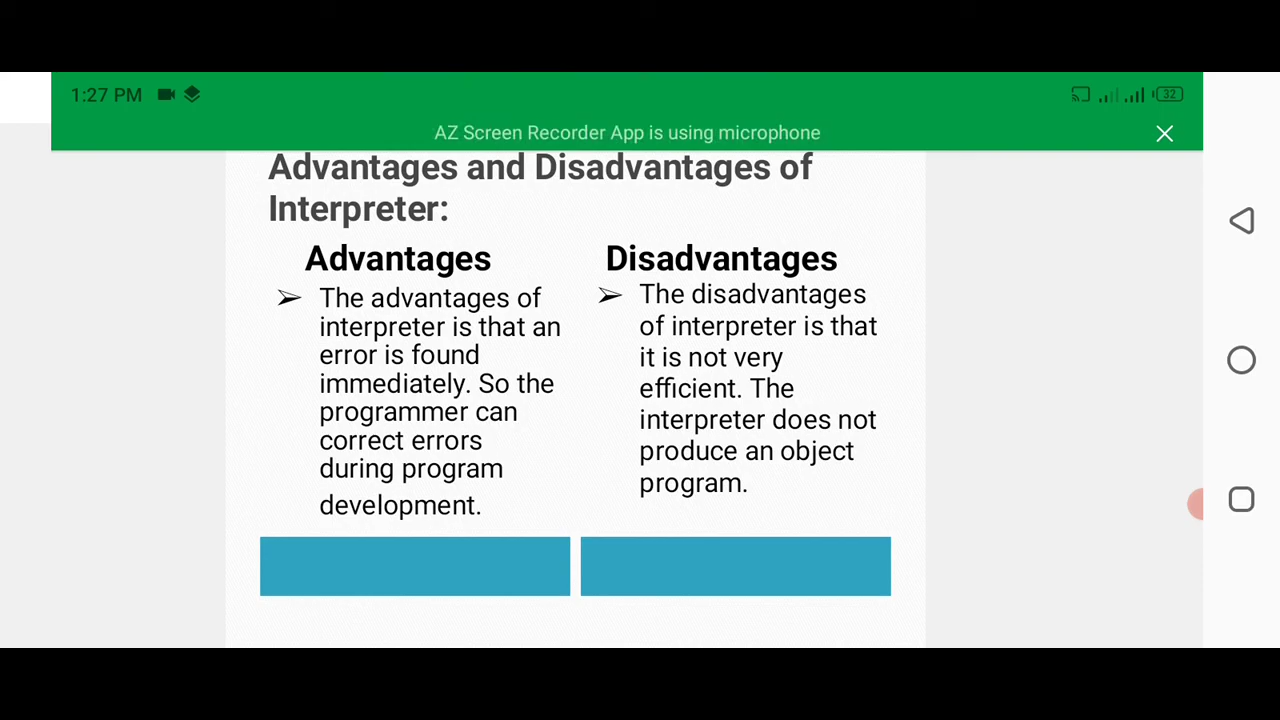 1:27 PM
32
AZ Screen Recorder App is using microphone
Advantages and Disadvantages of
Interpreter:
Advantages
➢ The advantages of
interpreter is that an
error is found
immediately. So the
programmer can
correct errors
during program
development.
Disadvantages
➢ The disadvantages
of interpreter is that
it is not very
efficient. The
interpreter does not
produce an object
program.